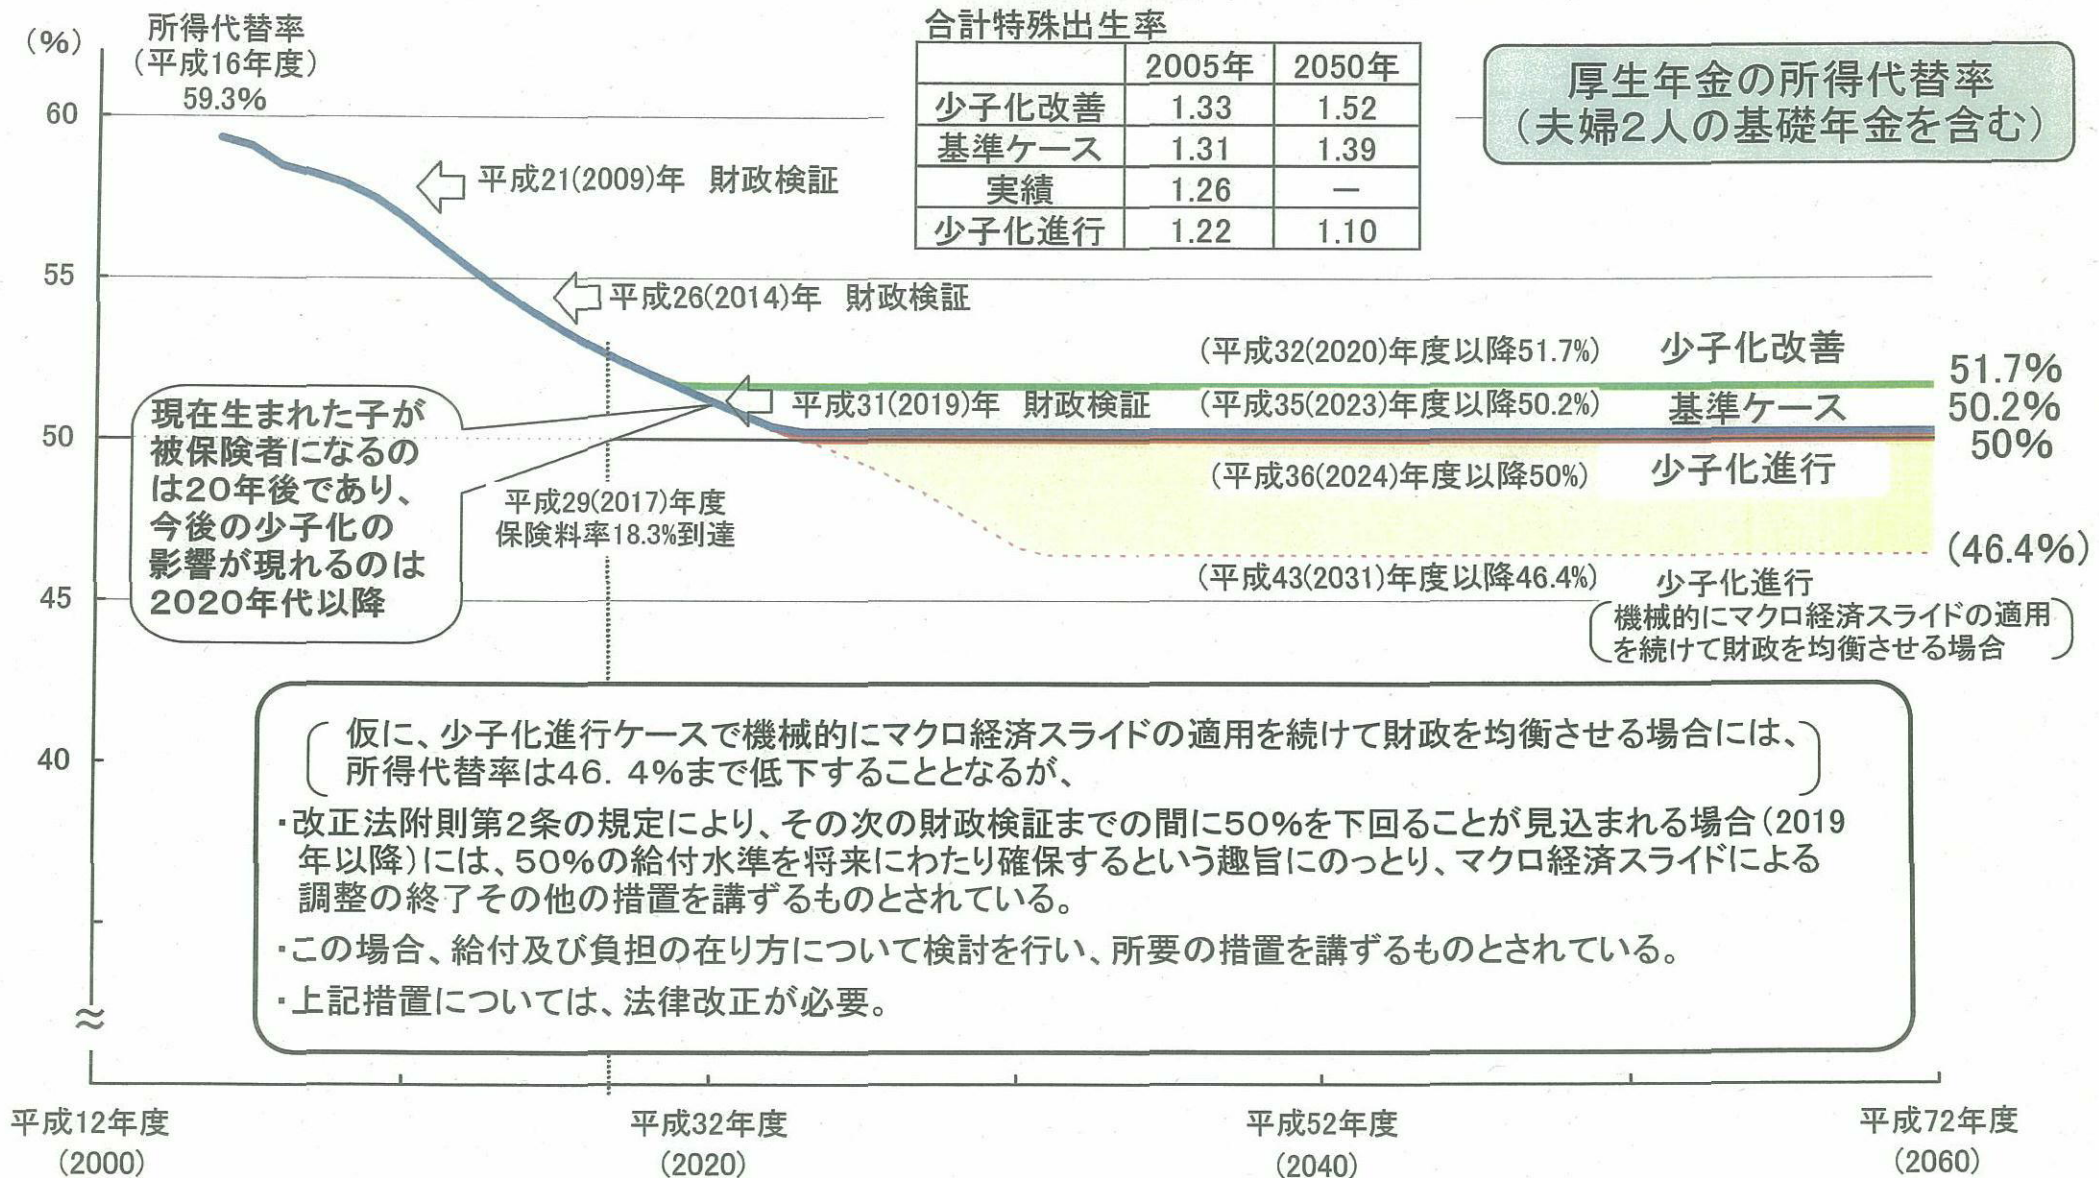 厚生年金の所得代替率
（夫婦２人の基礎年金を含む）
(%)
所得代替率
（平成16年度）
59.3%
合計特殊出生率
2005年 2050年
少子化改善 1.33 1.52
基準ケース 1.31 1.39
実績 1.26 ー
少子化進行 1.22 1.10
60
55
50
45
40
平成21(2009)年 財政検証
平成26(2014)年 財政検証
平成31(2019)年 財政検証
（平成32(2020)年度以降51.7%） 少子化改善 51.7%
（平成35(2023)年度以降50.2%） 基準ケース 50.2%
50%
（平成36(2024)年度以降50%） 少子化進行
(46.4%)
（平成43(2031)年度以降46.4%） 少子化進行
機械的にマクロ経済スライドの適用
を続けて財政を均衡させる場合
現在生まれた子が
被保険者になるの
は20年後であり、
今後の少子化の
影響が現れるのは
2020年代以降
平成29(2017)年度
保険料率18.3%到達
仮に、少子化進行ケースで機械的にマクロ経済スライドの適用を続けて財政を均衡させる場合には、
所得代替率は46．4％まで低下することとなるが、
・改正法附則第２条の規定により、その次の財政検証までの間に50％を下回ることが見込まれる場合（2019
年以降）には、50％の給付水準を将来にわたり確保するという趣旨にのっとり、マクロ経済スライドによる
調整の終了その他の措置を講ずるものとされている。
・この場合、給付及び負担の在り方について検討を行い、所要の措置を講ずるものとされている。
・上記措置については、法律改正が必要。
≈
平成12年度
(2000)
平成32年度
(2020)
平成52年度
(2040)
平成72年度
(2060)